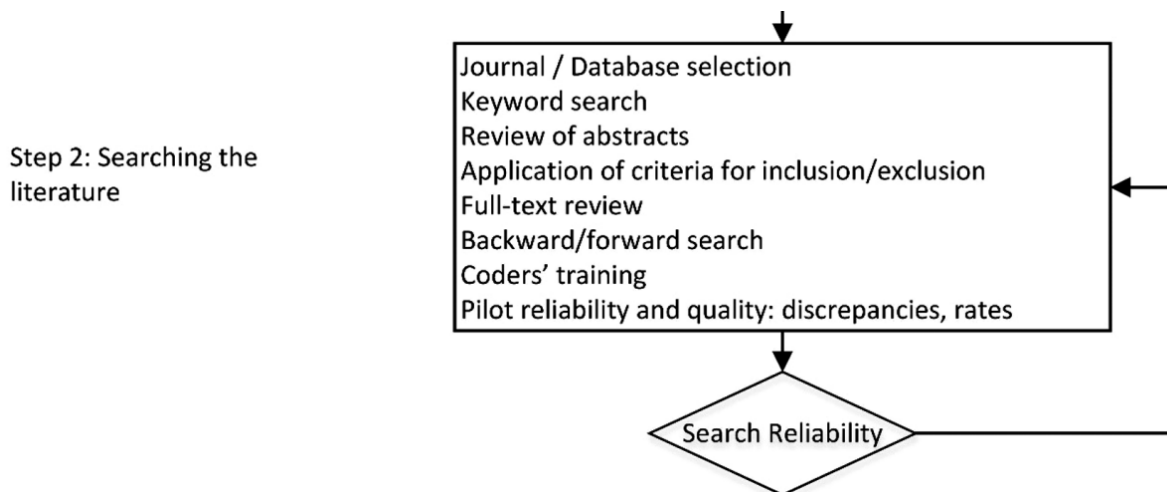 Step 2: Searching the
literature
Journal / Database selection
Keyword search
Review of abstracts
Application of criteria for inclusion/exclusion
Full-text review
Backward/forward search
Coders’ training
Pilot reliability and quality: discrepancies, rates
Search Reliability